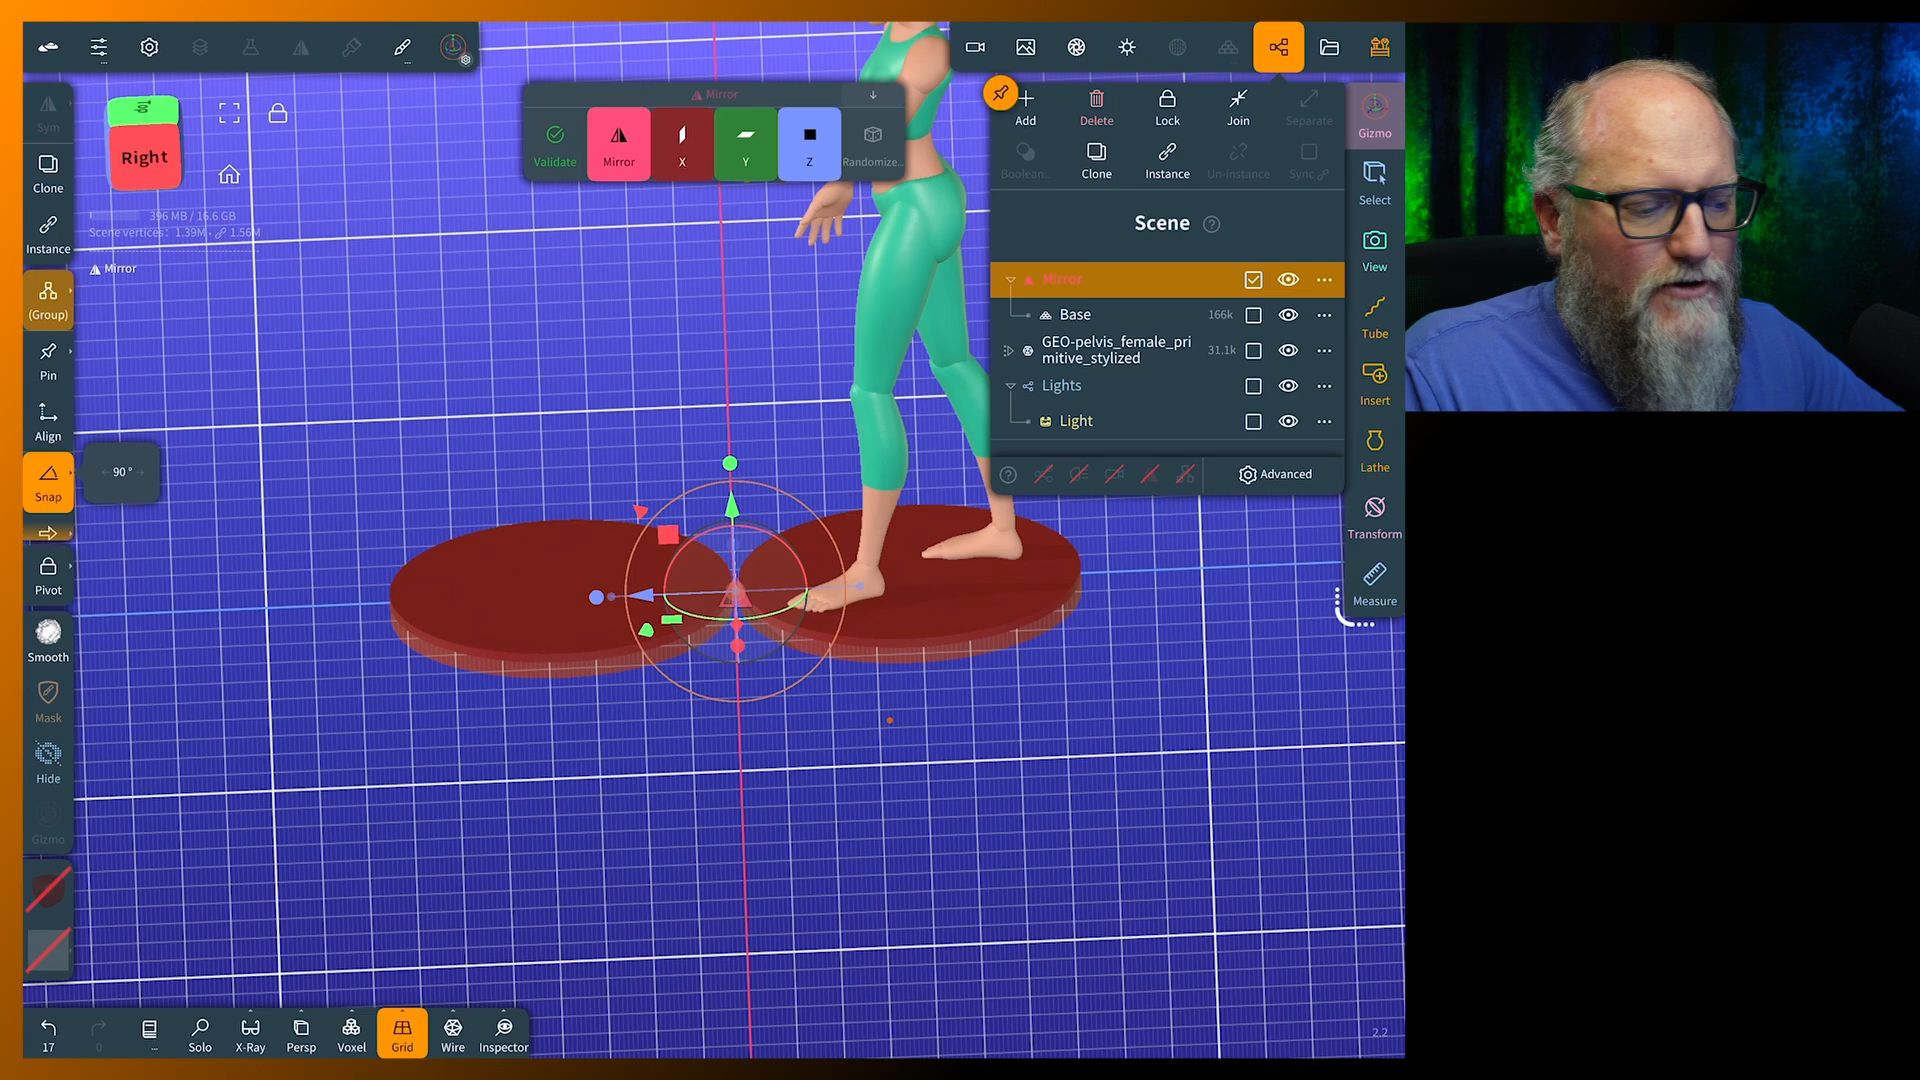 Sym
Clone
Instance
(Group)
Pin
Align
Snap
90°
Pivot
Smooth
Mask
Hide
Gizmo
Right
396 MB / 16.6 GB
Scene vertices: 1.39M • 1.56M
Mirror
Mirror
Validate
Mirror
X
Y
Z
Randomize...
Add
Delete
Lock
Join
Separate
Boolean...
Clone
Instance
Un-instance
Sync
Scene ?
Mirror
Base 166k
GEO-pelvis_female_pri
mitive_stylized 31.1k
Lights
Light
? Advanced
Gizmo
Select
View
Tube
Insert
Lathe
Transform
Measure
17
0
Solo
X-Ray
Persp
Voxel
Grid
Wire
Inspector
2.2